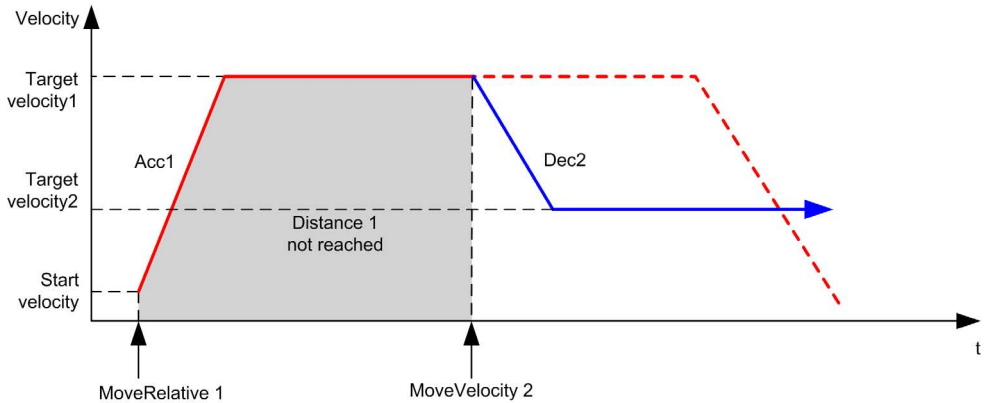 Velocity
Target
velocity1
Acc1
Dec2
Target
velocity2
Distance 1
not reached
Start
velocity
t
MoveRelative 1
MoveVelocity 2